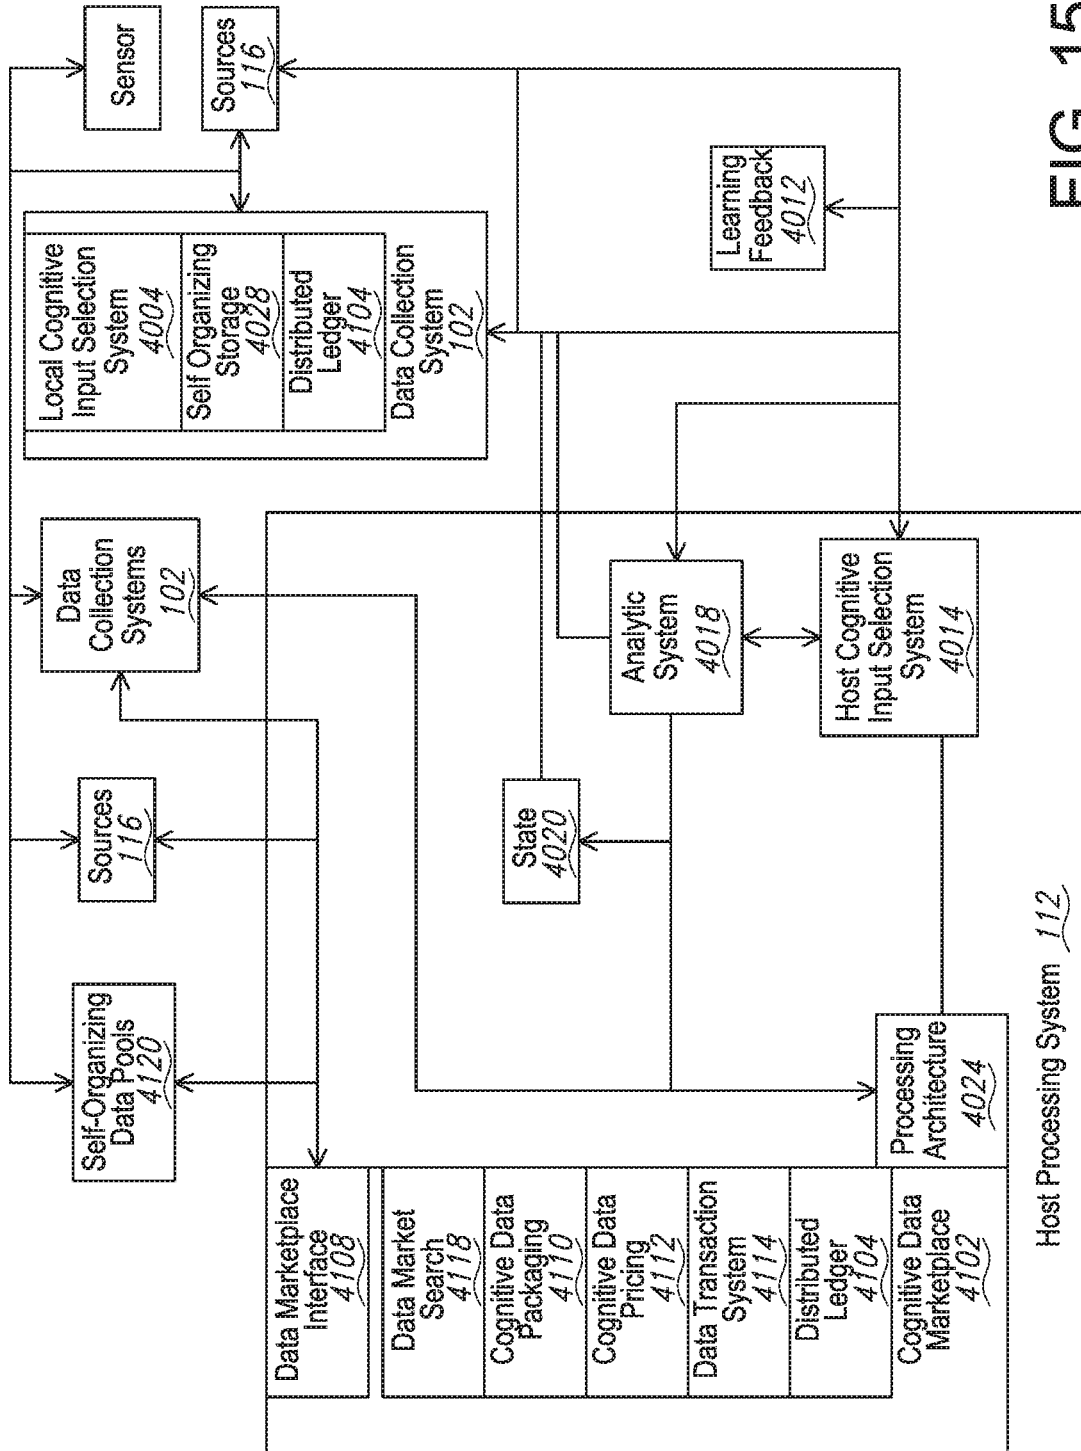 Sensor
Sources
116
Local Cognitive
Input Selection
System
4004
Self Organizing
Storage
4028
Distributed
Ledger
4104
Data Collection
System
102
Learning
Feedback
4012
Data
Collection
Systems
102
Analytic
System
4018
Host Cognitive
Input Selection
System
4014
Sources
116
State
4020
Self-Organizing
Data Pools
4120
Processing
Architecture
4024
Data Marketplace
Interface
4108
Data Market
Search
4118
Cognitive Data
Packaging
4110
Cognitive Data
Pricing
4112
Data Transaction
System
4114
Distributed
Ledger
4104
Cognitive Data
Marketplace
4102
Host Processing System 112
FIG. 15